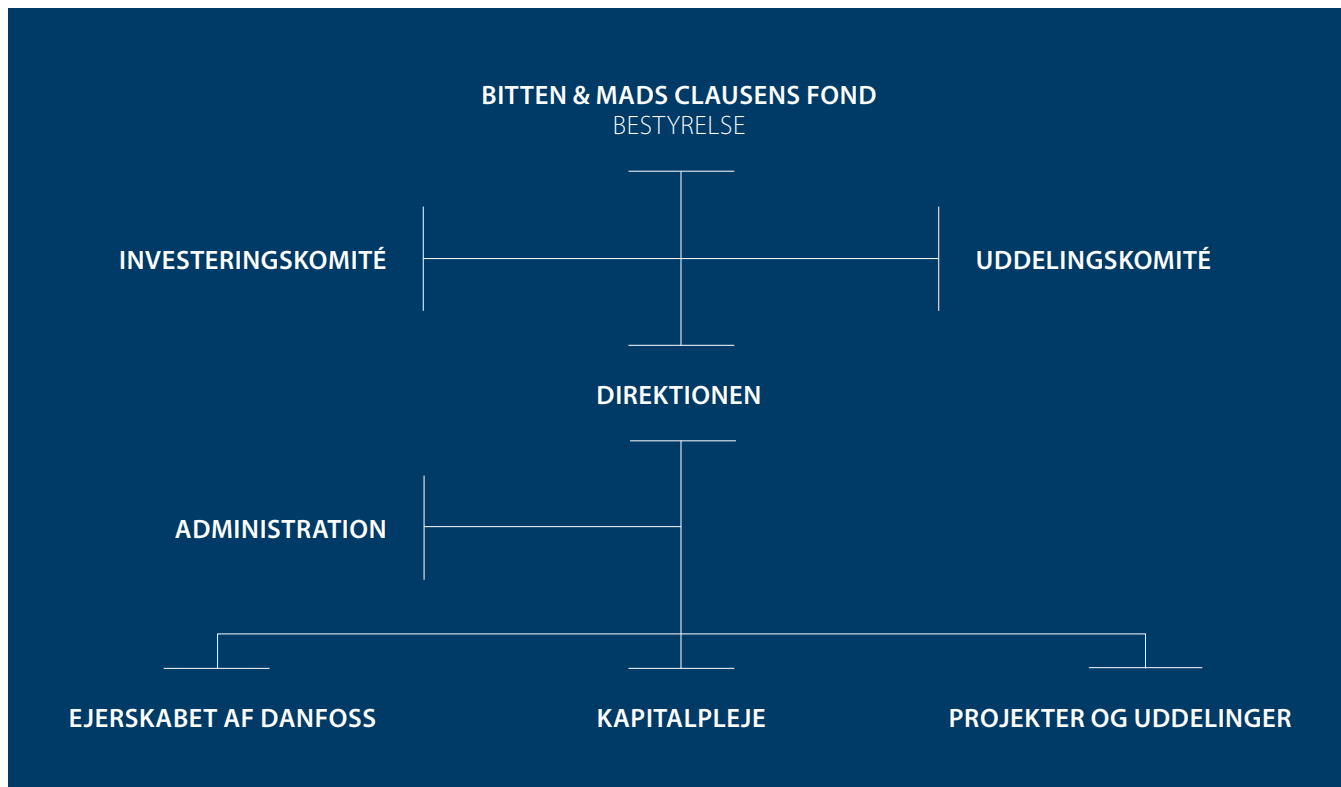 BITTEN & MADS CLAUSENS FOND
BESTYRELSE
INVESTERINGSKOMITÉ
UDDELINGSKOMITÉ
DIREKTIONEN
ADMINISTRATION
EJERSKABET AF DANFOSS
KAPITALPLEJE
PROJEKTER OG UDDELINGER